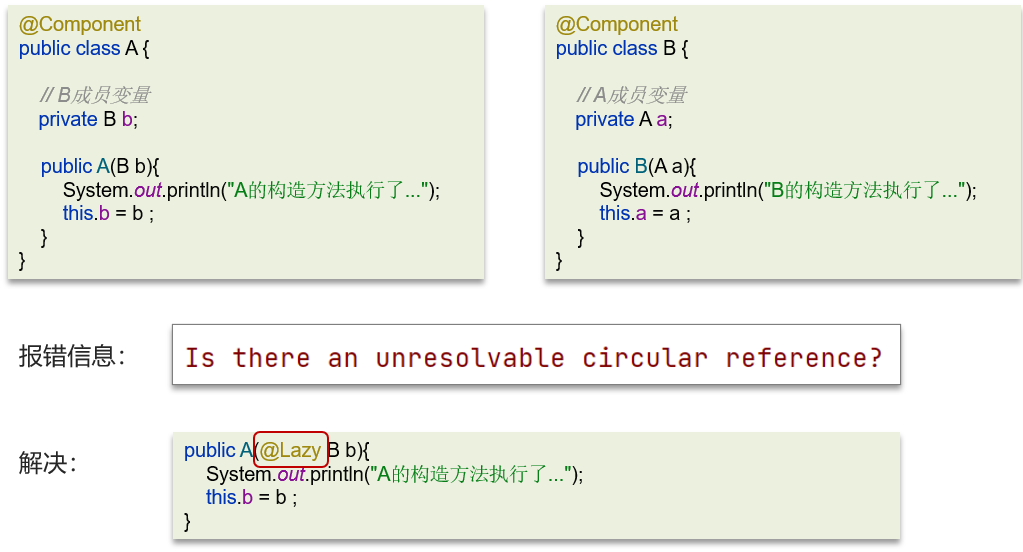 @Component
public class A {
// B成员变量
private B b;
public A(B b){
System.out.println("A的构造方法执行了...");
this.b = b ;
}
}
@Component
public class B {
// A成员变量
private A a;
public B(A a){
System.out.println("B的构造方法执行了...");
this.a = a ;
}
}
报错信息：
Is there an unresolvable circular reference?
解决：
public A(@Lazy B b){
System.out.println("A的构造方法执行了...");
this.b = b ;
}